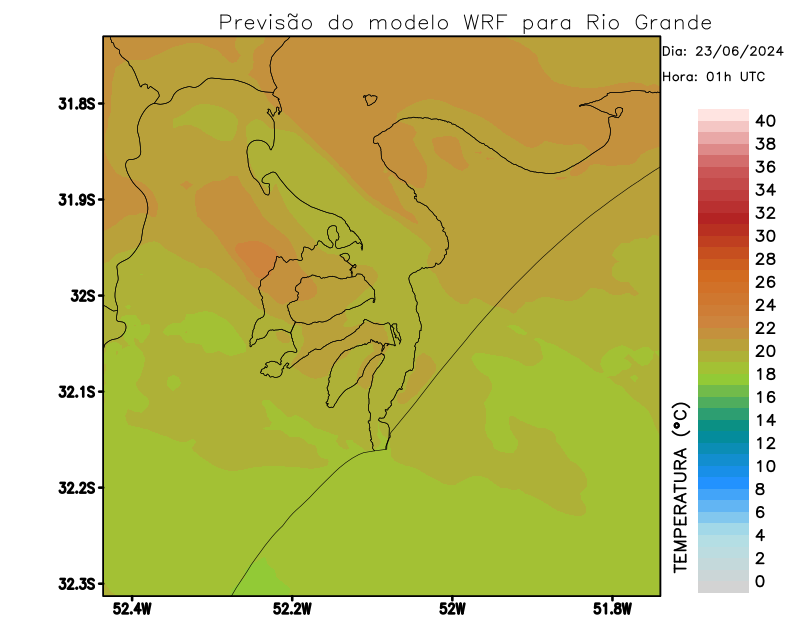 Previsão do modelo WRF para Rio Grande
Dia: 23/06/2024
Hora: 01h UTC
31.8S
31.9S
32S
32.1S
32.2S
32.3S
52.4W
52.2W
52W
51.8W
40
38
36
34
32
30
28
26
24
22
20
18
16
14
12
10
8
6
4
2
0
TEMPERATURA (°C)